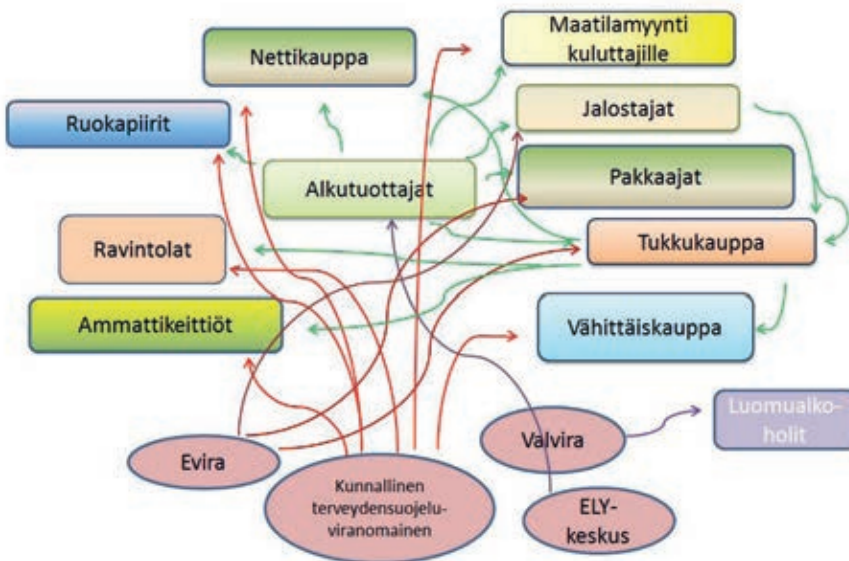 Maatilamyynti
kuluttajille
Nettikauppa
Jalostajat
Ruokapiirit
Alkutuottajat
Pakkaajat
Ravintolat
Tukkukauppa
Ammattikeittiöt
Vähittäiskauppa
Luomualko-
holit
Valvira
Evira
Kunnallinen
terveydensuojelu-
viranomainen
ELY-
keskus